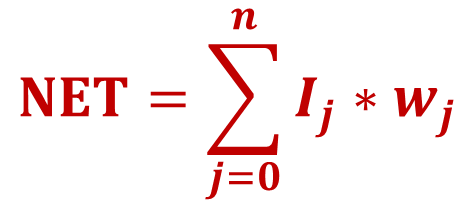 NET = ∑_{j=0}^{n} I_j * w_j